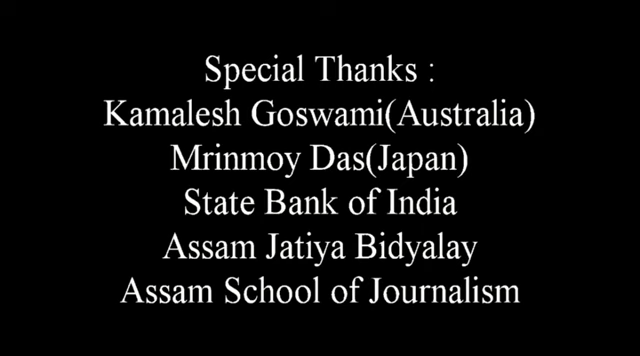 Special Thanks :
Kamalesh Goswami(Australia)
Mrinmoy Das(Japan)
State Bank of India
Assam Jatiya Bidyalay
Assam School of Journalism